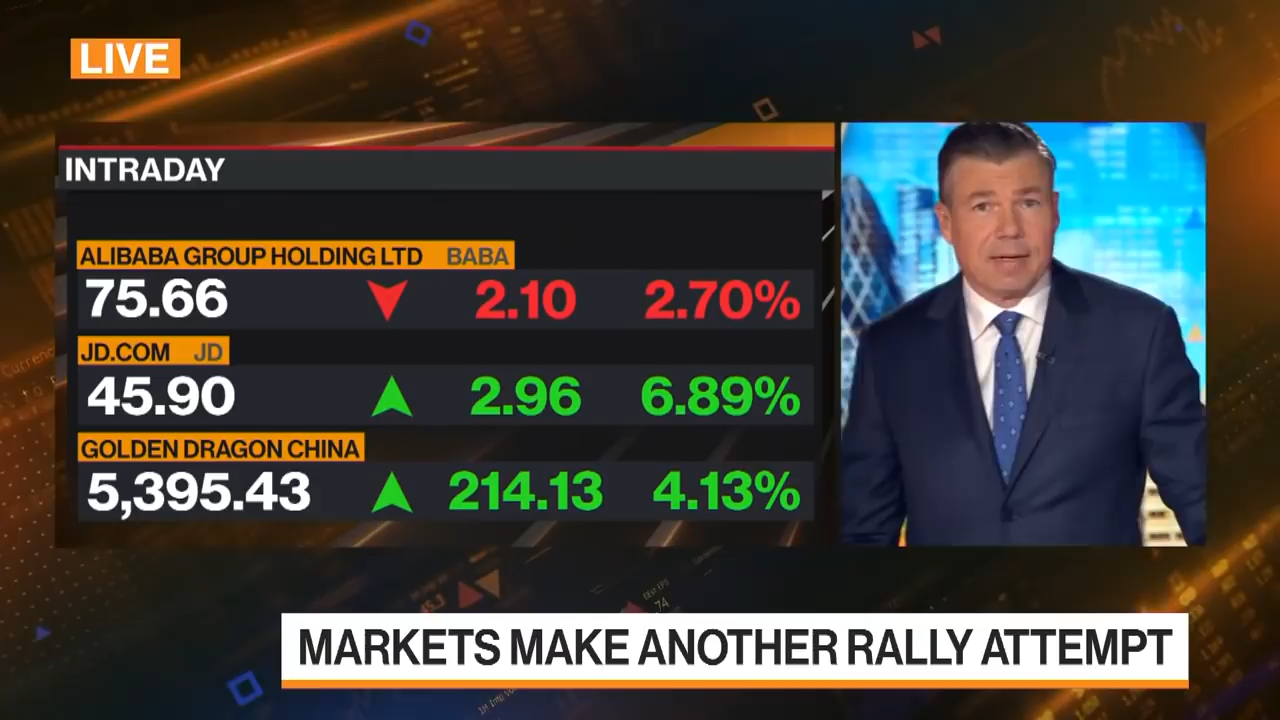 LIVE
INTRADAY
ALIBABA GROUP HOLDING LTD BABA
75.66 ▼ 2.10 2.70%
JD.COM JD
45.90 ▲ 2.96 6.89%
GOLDEN DRAGON CHINA
5,395.43 ▲ 214.13 4.13%
MARKETS MAKE ANOTHER RALLY ATTEMPT